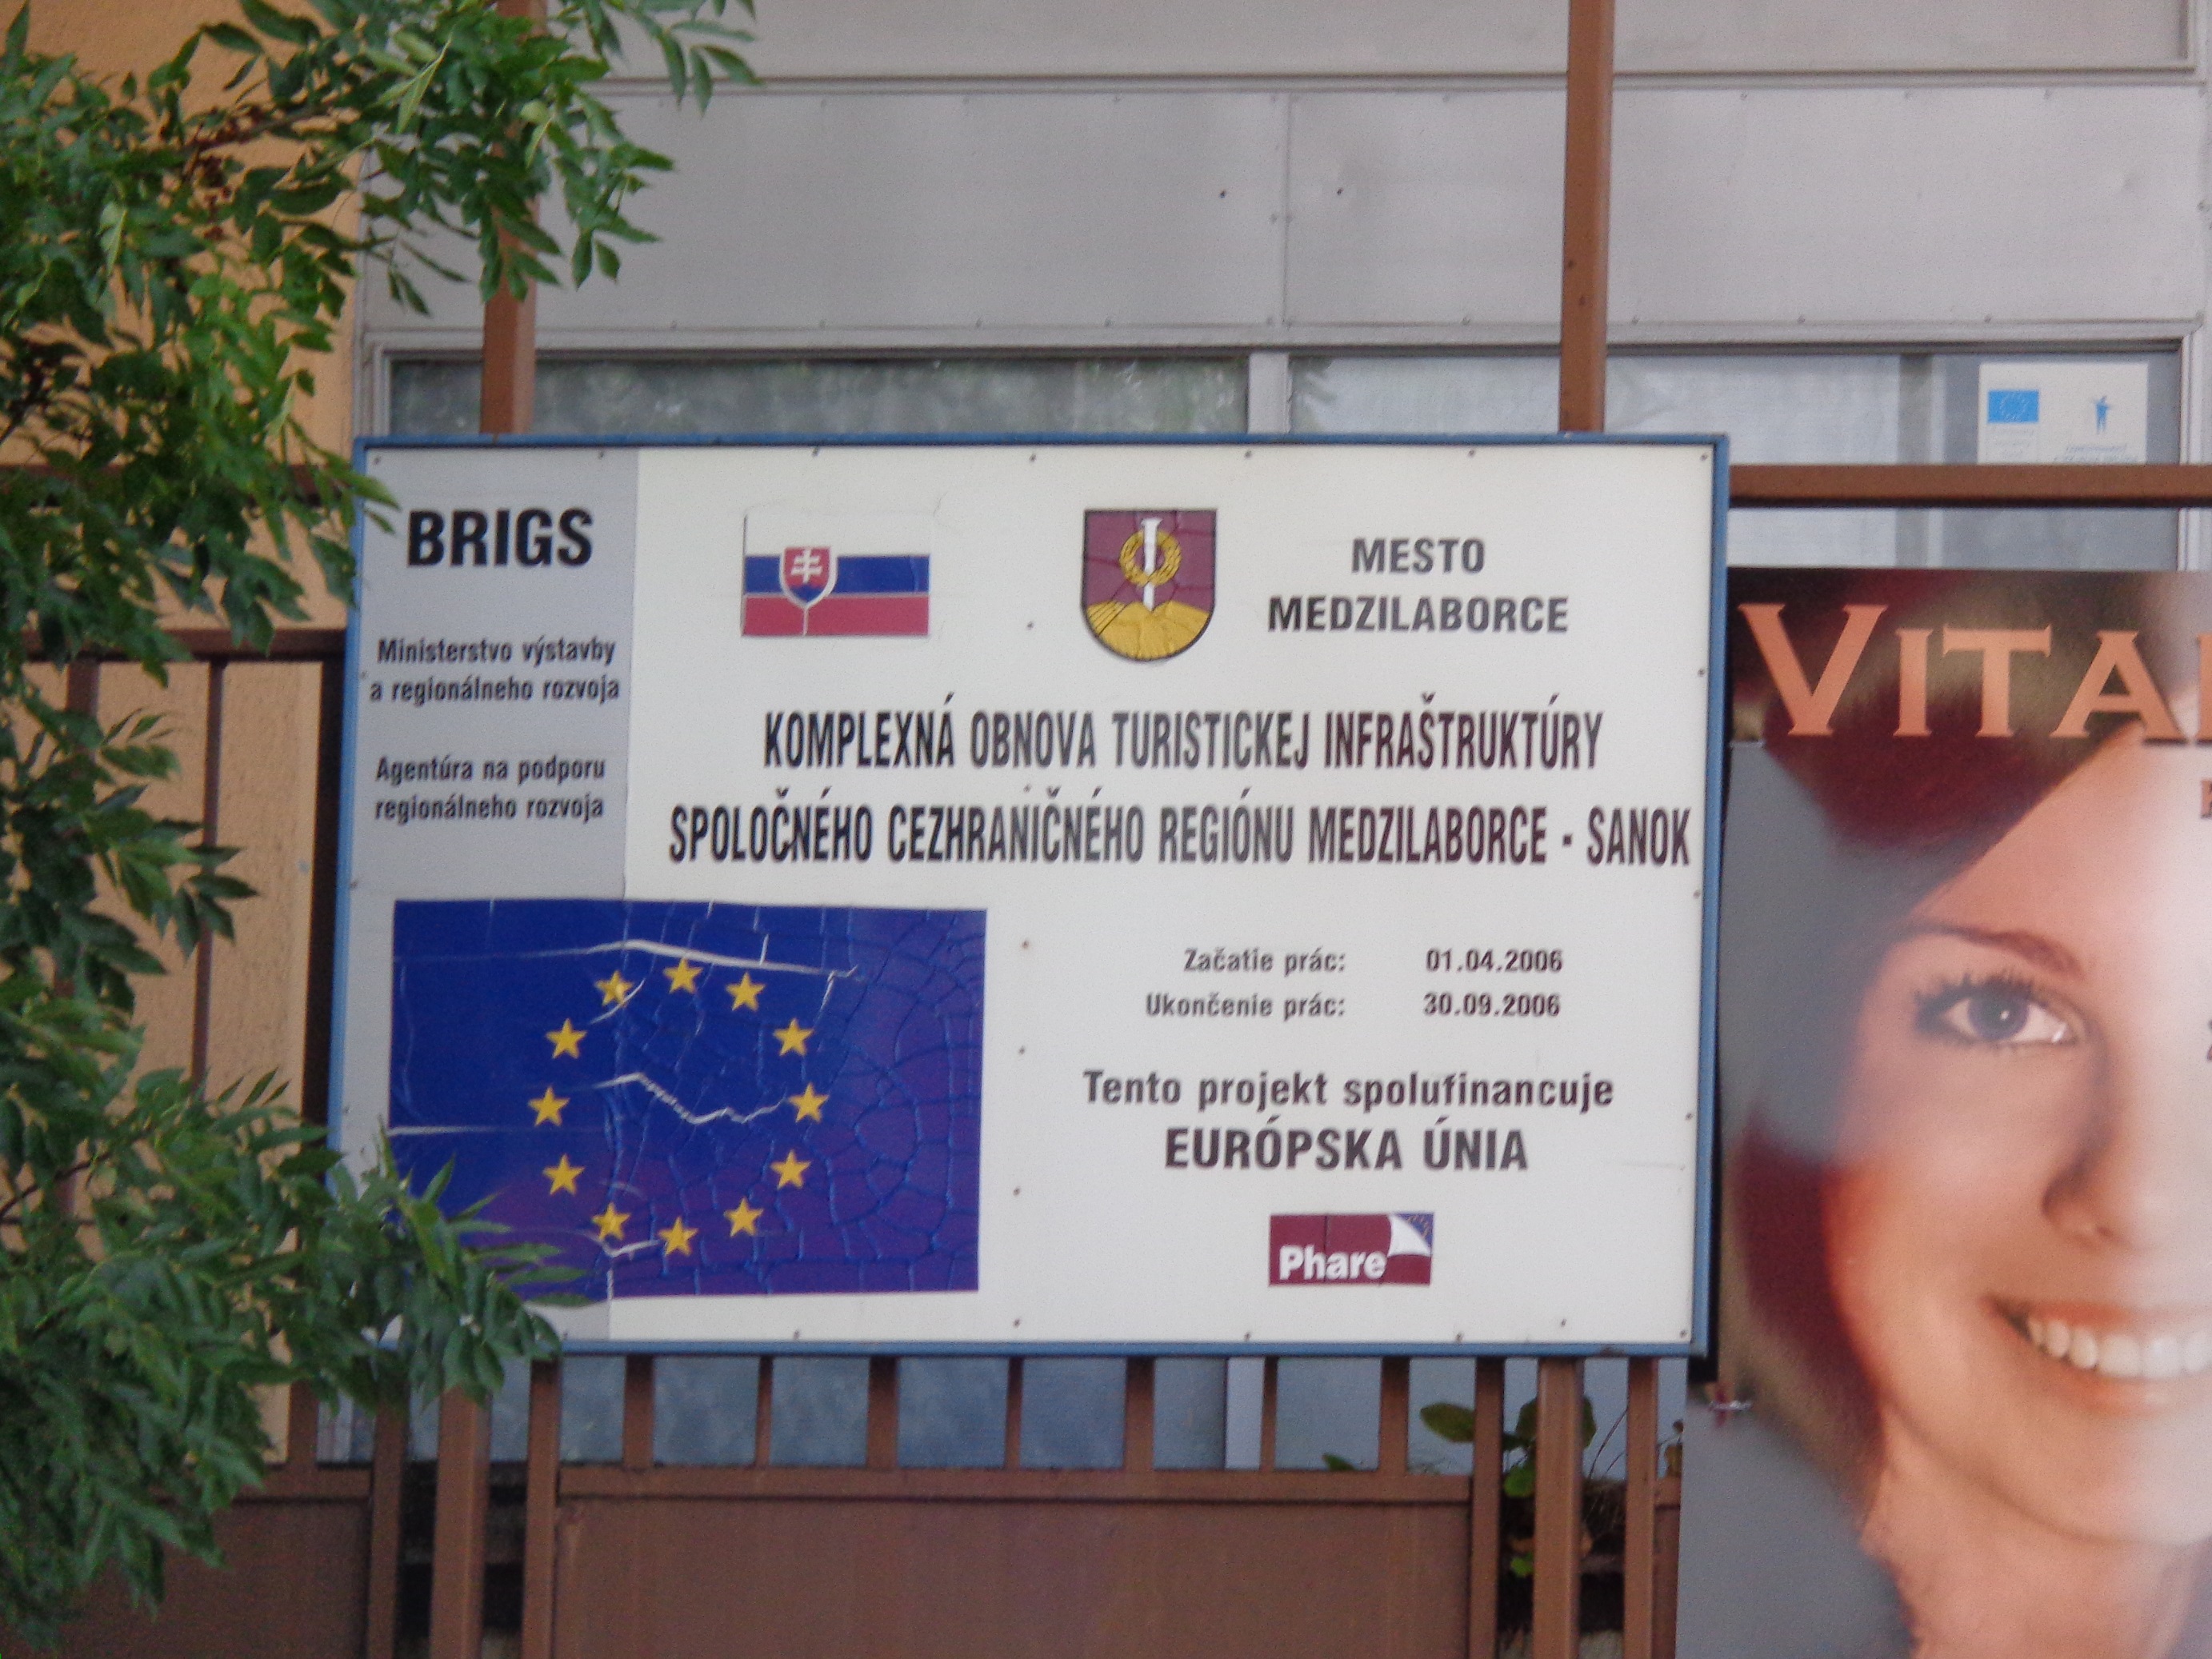 BRIGS
Ministerstvo výstavby
a regionálneho rozvoja
Agentúra na podporu
regionálneho rozvoja
MESTO
MEDZILABORCE
KOMPLEXNÁ OBNOVA TURISTICKEJ INFRAŠTRUKTÚRY
SPOLOČNÉHO CEZHRANIČNÉHO REGIÓNU MEDZILABORCE - SANOK
Začatie prác: 01.04.2006
Ukončenie prác: 30.09.2006
Tento projekt spolufinancuje
EURÓPSKA ÚNIA
Phare
VITA